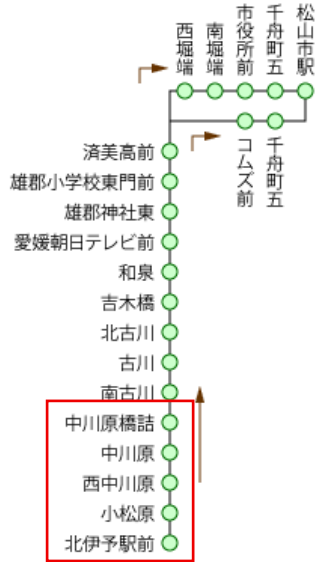 西堀端
南堀端
市役所前
千舟町五
松山市駅
コムズ前
千舟町五
済美高前
雄郡小学校東門前
雄郡神社東
愛媛朝日テレビ前
和泉
吉木橋
北古川
古川
南古川
中川原橋詰
中川原
西中川原
小松原
北伊予駅前